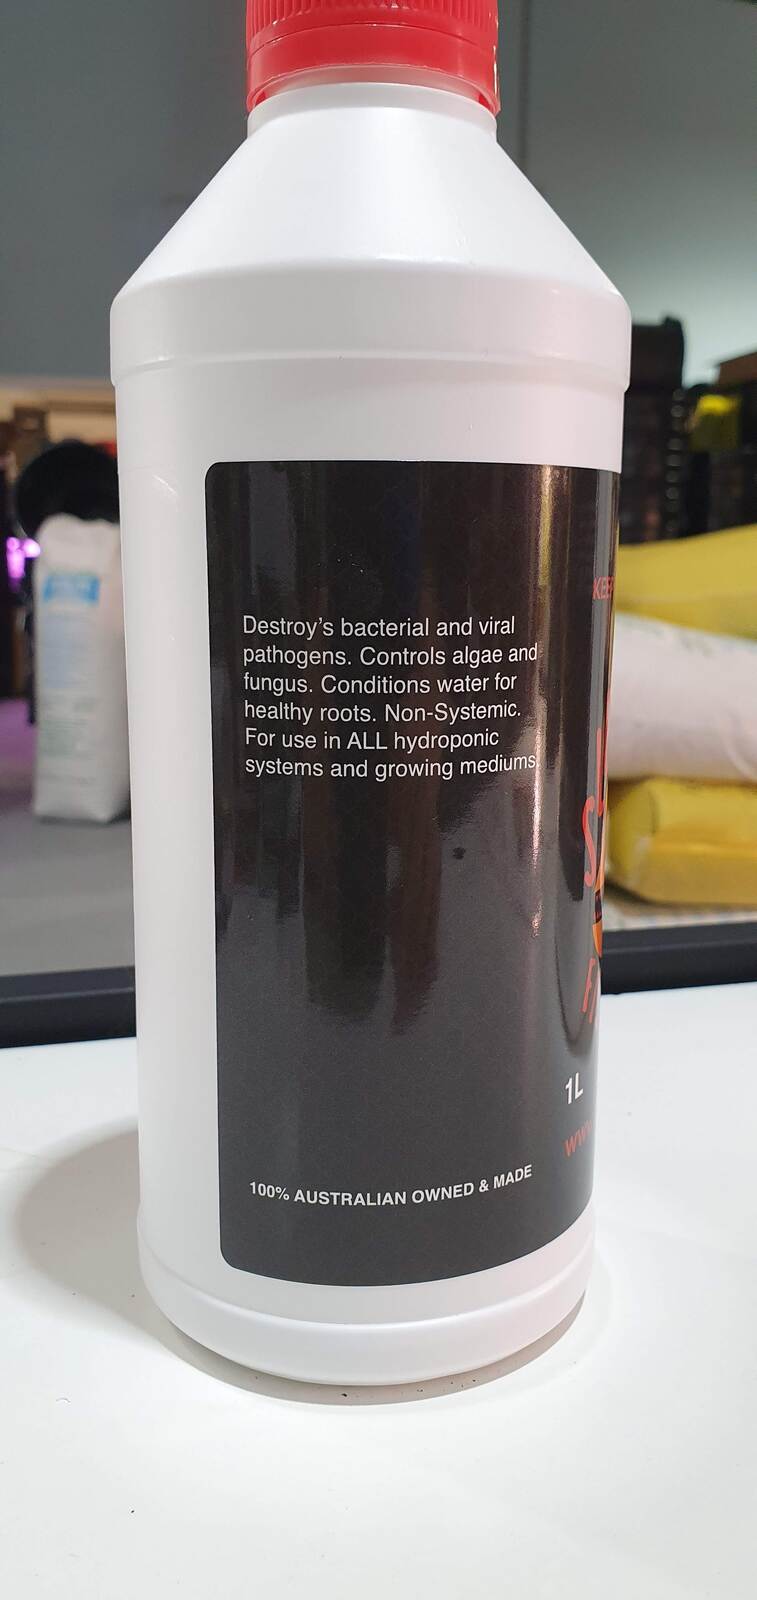 Destroy's bacterial and viral
pathogens. Controls algae and
fungus. Conditions water for
healthy roots. Non-Systemic.
For use in ALL hydroponic
systems and growing mediums.
100% AUSTRALIAN OWNED & MADE
1L